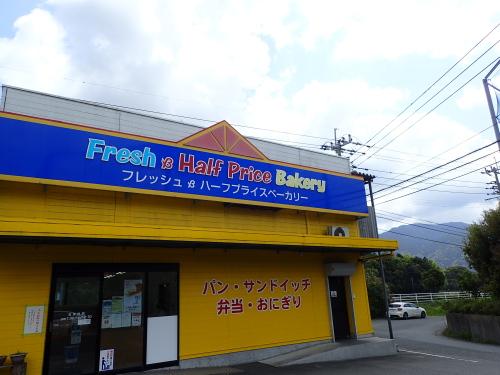 Fresh & Half Price Bakery
フレッシュ & ハーフプライスベーカリー
パン・サンドイッチ
弁当・おにぎり